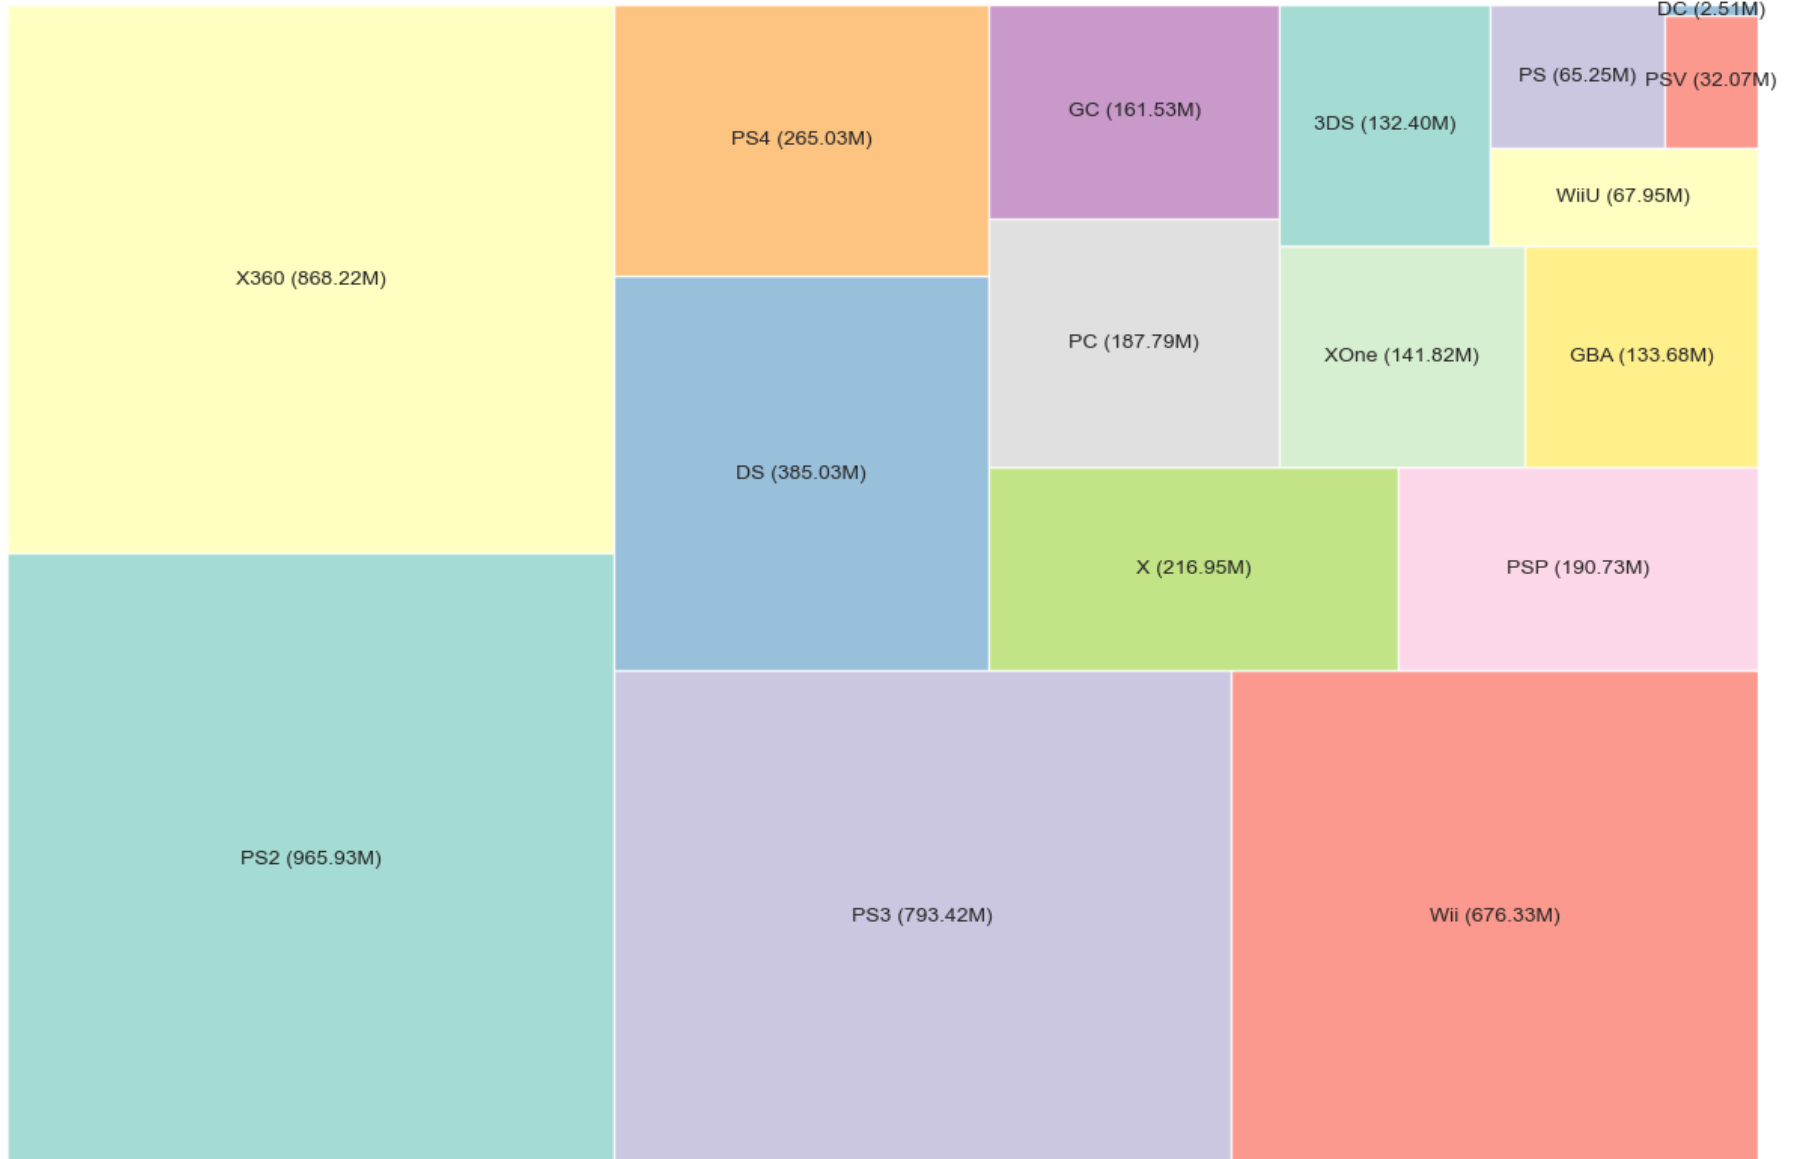 DC (2.51M)
PS (65.25M)
PSV (32.07M)
GC (161.53M)
3DS (132.40M)
PS4 (265.03M)
WiiU (67.95M)
X360 (868.22M)
PC (187.79M)
XOne (141.82M)
GBA (133.68M)
DS (385.03M)
X (216.95M)
PSP (190.73M)
PS2 (965.93M)
PS3 (793.42M)
Wii (676.33M)